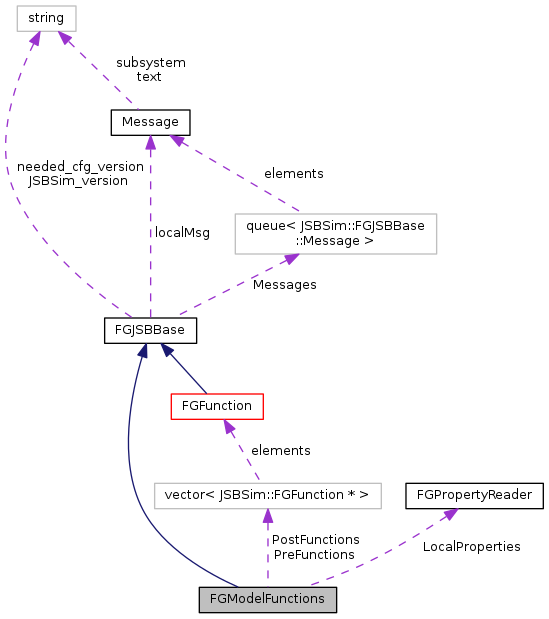 string
subsystem
text
Message
needed_cfg_version
JSBSim_version
elements
localMsg
queue< JSBSim::FGJSBBase
::Message >
Messages
FGJSBBase
FGFunction
elements
vector< JSBSim::FGFunction * >
FGPropertyReader
PostFunctions
PreFunctions
LocalProperties
FGModelFunctions